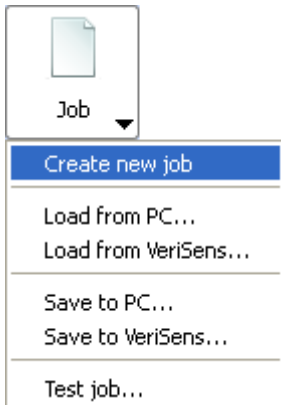 Job
Create new job
Load from PC...
Load from VeriSens...
Save to PC...
Save to VeriSens...
Test job...